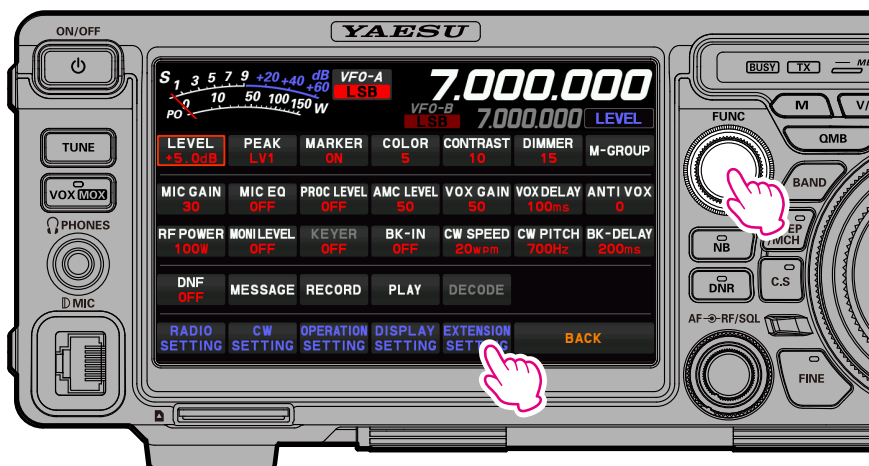 ON/OFF
YAESU
S 1 3 5 7 9 +20 +40 dB +60
PO 0 10 50 100 150 W
VFO-A
LSB
7.000.000
VFO-B
LSB
7.000.000
LEVEL
LEVEL PEAK MARKER COLOR CONTRAST DIMMER M-GROUP
+5.0dB LV1 ON 5 10 15
MIC GAIN MIC EQ PROC LEVEL AMC LEVEL VOX GAIN VOX DELAY ANTI VOX
30 OFF OFF 50 50 100ms 0
RF POWER MONI LEVEL KEYER BK-IN CW SPEED CW PITCH BK-DELAY
100W OFF OFF OFF 20WPM 700Hz 200ms
DNF MESSAGE RECORD PLAY DECODE
OFF
RADIO CW OPERATION DISPLAY EXTENSION BACK
SETTING SETTING SETTING SETTING SETTING
TUNE
VOX MOX
PHONES
MIC
BUSY TX
FUNC
M V/
QMB
BAND
/MCH
NB
DNR
C.S
AF RF/SQL
FINE